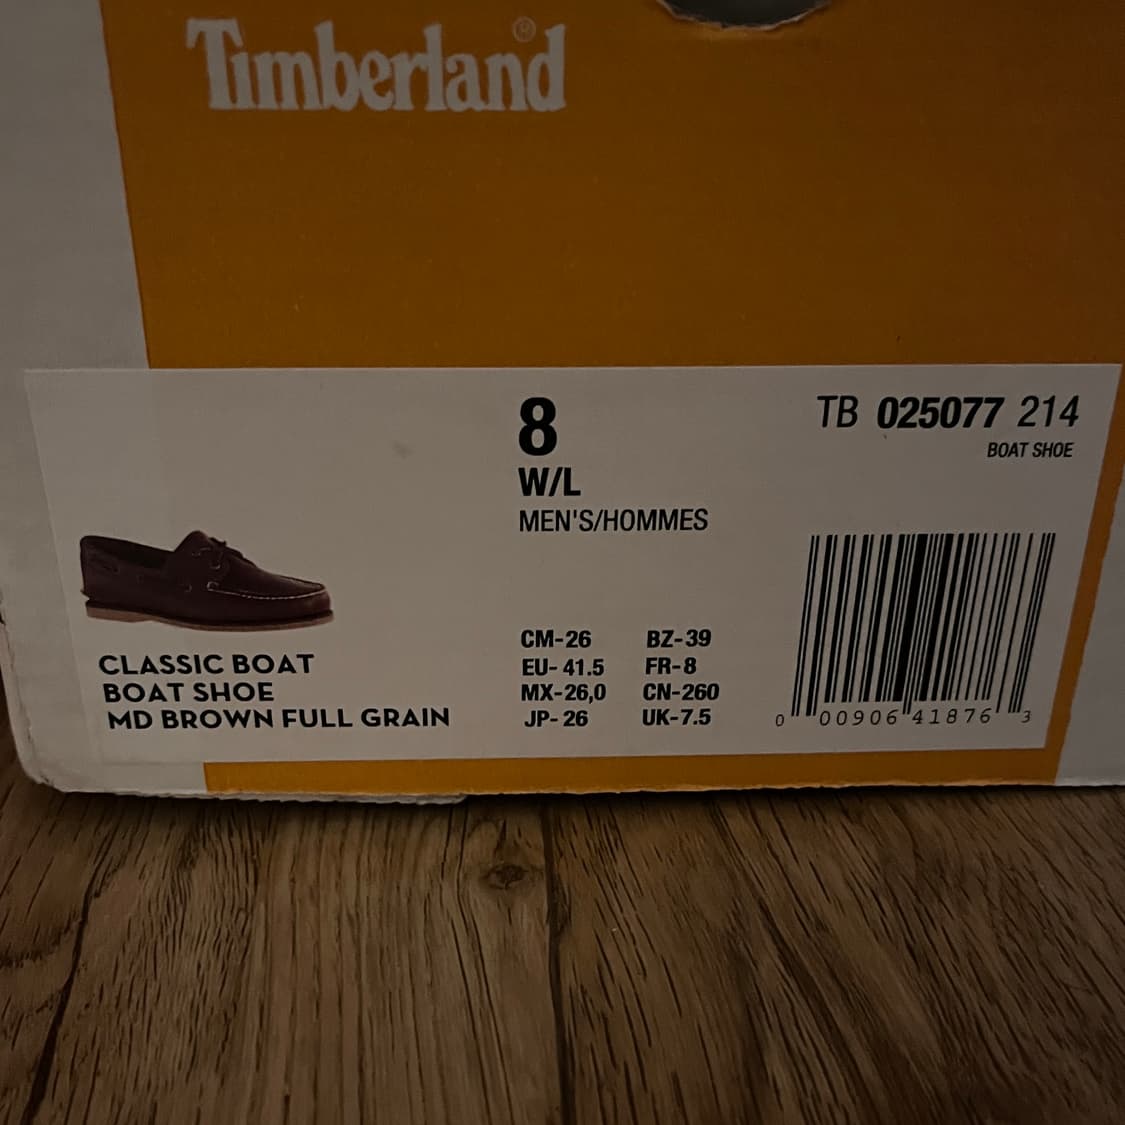 Timberland®
8
W/L
MEN'S/HOMMES
TB 025077 214
BOAT SHOE
CLASSIC BOAT
BOAT SHOE
MD BROWN FULL GRAIN
CM-26 BZ-39
EU- 41.5 FR-8
MX-26,0 CN-260
JP- 26 UK-7.5
0 00906 41876 3